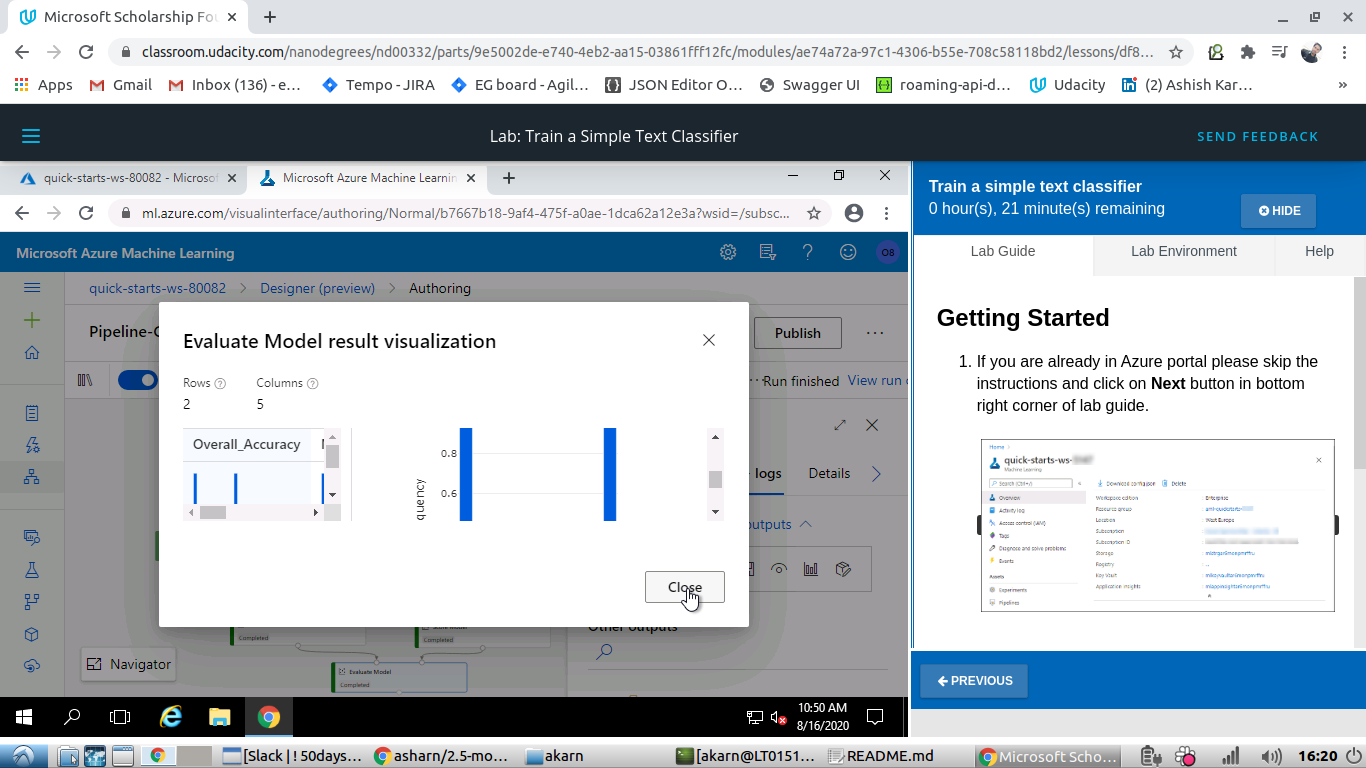 Microsoft Scholarship Fou
classroom.udacity.com/nanodegrees/nd00332/parts/9e5002de-e740-4eb2-aa15-03861fff12fc/modules/ae74a72a-97c1-4306-b55e-708c58118bd2/lessons/df8...
Apps
Gmail
Inbox (136) - e...
Tempo - JIRA
EG board - Agil...
JSON Editor O...
Swagger UI
roaming-api-d...
Udacity
(2) Ashish Kar...
»
Lab: Train a Simple Text Classifier
SEND FEEDBACK
quick-starts-ws-80082 - Microsof
Microsoft Azure Machine Learnin
ml.azure.com/visualinterface/authoring/Normal/b7667b18-9af4-475f-a0ae-1dca62a12e3a?wsid=/subsc...
Microsoft Azure Machine Learning
OB
quick-starts-ws-80082 > Designer (preview) > Authoring
Pipeline-C
Publish
Run finished
View run o
Evaluate Model result visualization
Rows
Columns
2
5
Overall_Accuracy
0.8
0.6
quency
logs
Details
outputs
Close
Other outputs
Completed
Completed
Evaluate Model
Completed
Navigator
10:50 AM
8/16/2020
Train a simple text classifier
0 hour(s), 21 minute(s) remaining
HIDE
Lab Guide
Lab Environment
Help
Getting Started
1. If you are already in Azure portal please skip the
instructions and click on Next button in bottom
right corner of lab guide.
Home
quick-starts-ws-
Machine Learning
Search (Ctrl+/)
Download config.json
Delete
Overview
Activity log
Access control (IAM)
Tags
Diagnose and solve problems
Events
Assets
Experiments
Pipelines
Workspace edition
Enterprise
Resource group
Location
West Europe
Subscription
Subscription ID
Storage
Registry
Key Vault
Application Insights
PREVIOUS
[Slack | ! 50days...
asharn/2.5-mo...
akarn
[akarn@LT0151...
README.md
Microsoft Scho...
16:20